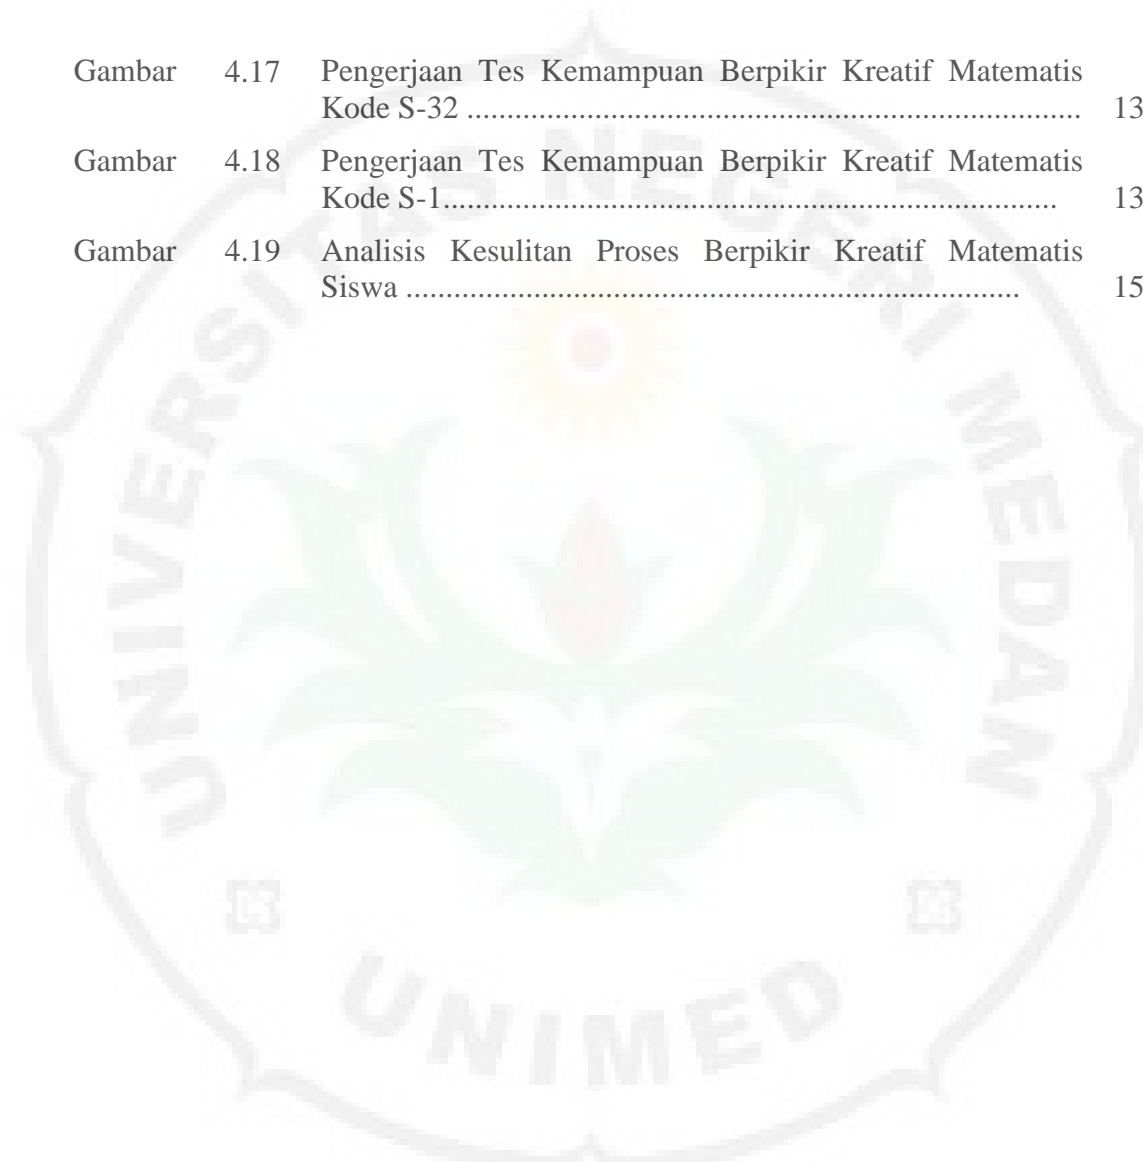 Gambar 4.17 Pengerjaan Tes Kemampuan Berpikir Kreatif Matematis
Kode S-32 ............................................................................. 13
Gambar 4.18 Pengerjaan Tes Kemampuan Berpikir Kreatif Matematis
Kode S-1............................................................................. 13
Gambar 4.19 Analisis Kesulitan Proses Berpikir Kreatif Matematis
Siswa ............................................................................. 15
UNIVERSITAS NEGERI MEDAN
UNIMED